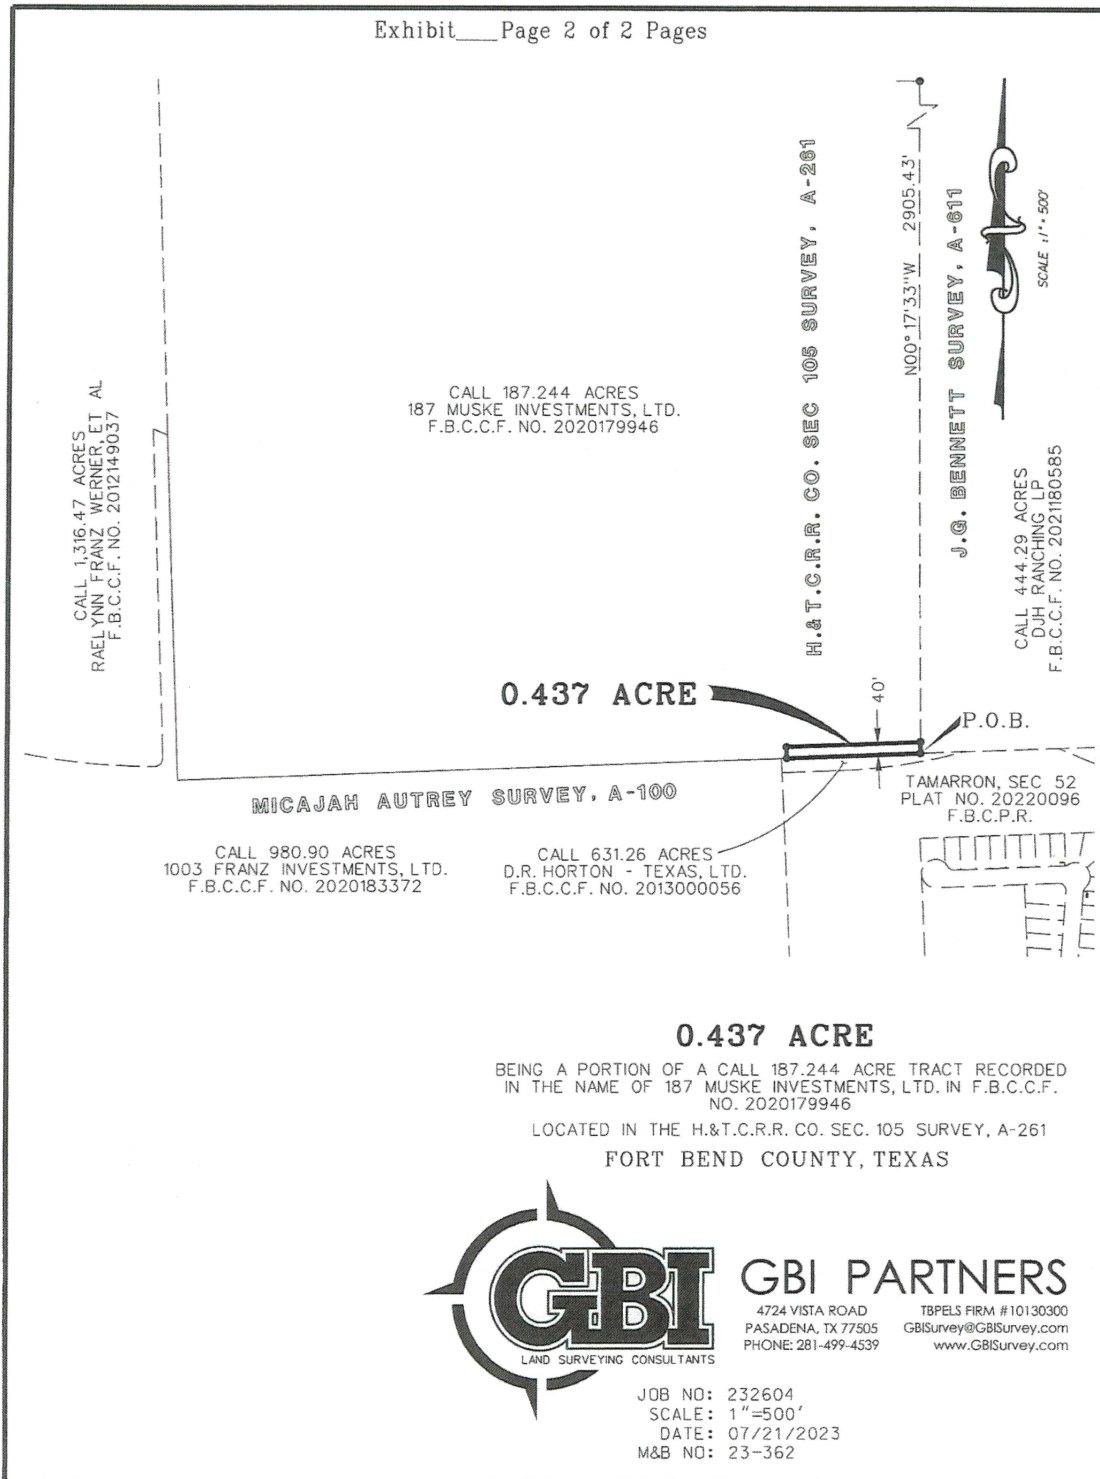 Exhibit___Page 2 of 2 Pages
CALL 1,316.47 ACRES
RAELYNN FRANZ WERNER, ET AL
F.B.C.C.F. NO. 2012149037
CALL 187.244 ACRES
187 MUSKE INVESTMENTS, LTD.
F.B.C.C.F. NO. 2020179946
H.&T.C.R.R. CO. SEC 105 SURVEY, A-261
N00°17'33"W 2905.43'
J.G. BENNETT SURVEY, A-611
SCALE : 1" = 500'
CALL 444.29 ACRES
DJH RANCHING LP
F.B.C.C.F. NO. 2021180585
0.437 ACRE
40'
P.O.B.
MICAJAH AUTREY SURVEY, A-100
TAMARRON, SEC 52
PLAT NO. 20220096
F.B.C.P.R.
CALL 980.90 ACRES
1003 FRANZ INVESTMENTS, LTD.
F.B.C.C.F. NO. 2020183372
CALL 631.26 ACRES
D.R. HORTON - TEXAS, LTD.
F.B.C.C.F. NO. 2013000056
0.437 ACRE
BEING A PORTION OF A CALL 187.244 ACRE TRACT RECORDED
IN THE NAME OF 187 MUSKE INVESTMENTS, LTD. IN F.B.C.C.F.
NO. 2020179946
LOCATED IN THE H.&T.C.R.R. CO. SEC. 105 SURVEY, A-261
FORT BEND COUNTY, TEXAS
GBI
LAND SURVEYING CONSULTANTS
GBI PARTNERS
4724 VISTA ROAD
PASADENA, TX 77505
PHONE: 281-499-4539
TBPELS FIRM #10130300
GBISurvey@GBISurvey.com
www.GBISurvey.com
JOB NO: 232604
SCALE: 1"=500'
DATE: 07/21/2023
M&B NO: 23-362